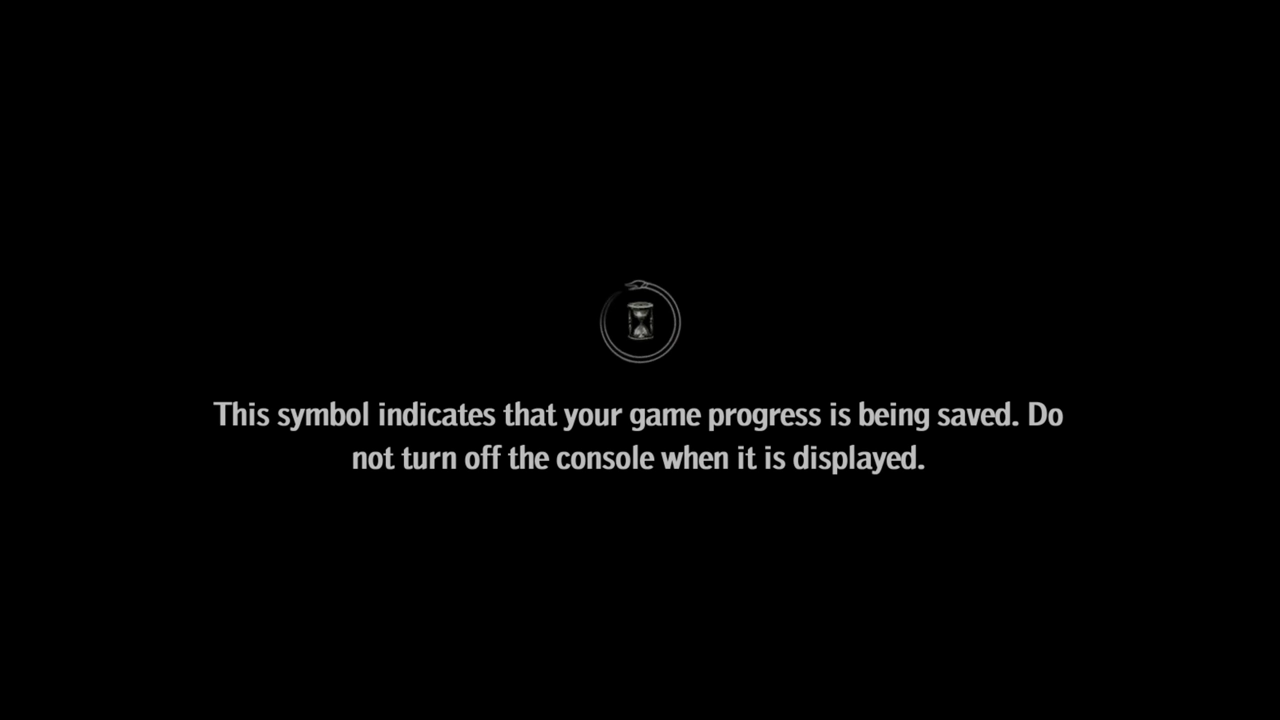 This symbol indicates that your game progress is being saved. Do
not turn off the console when it is displayed.